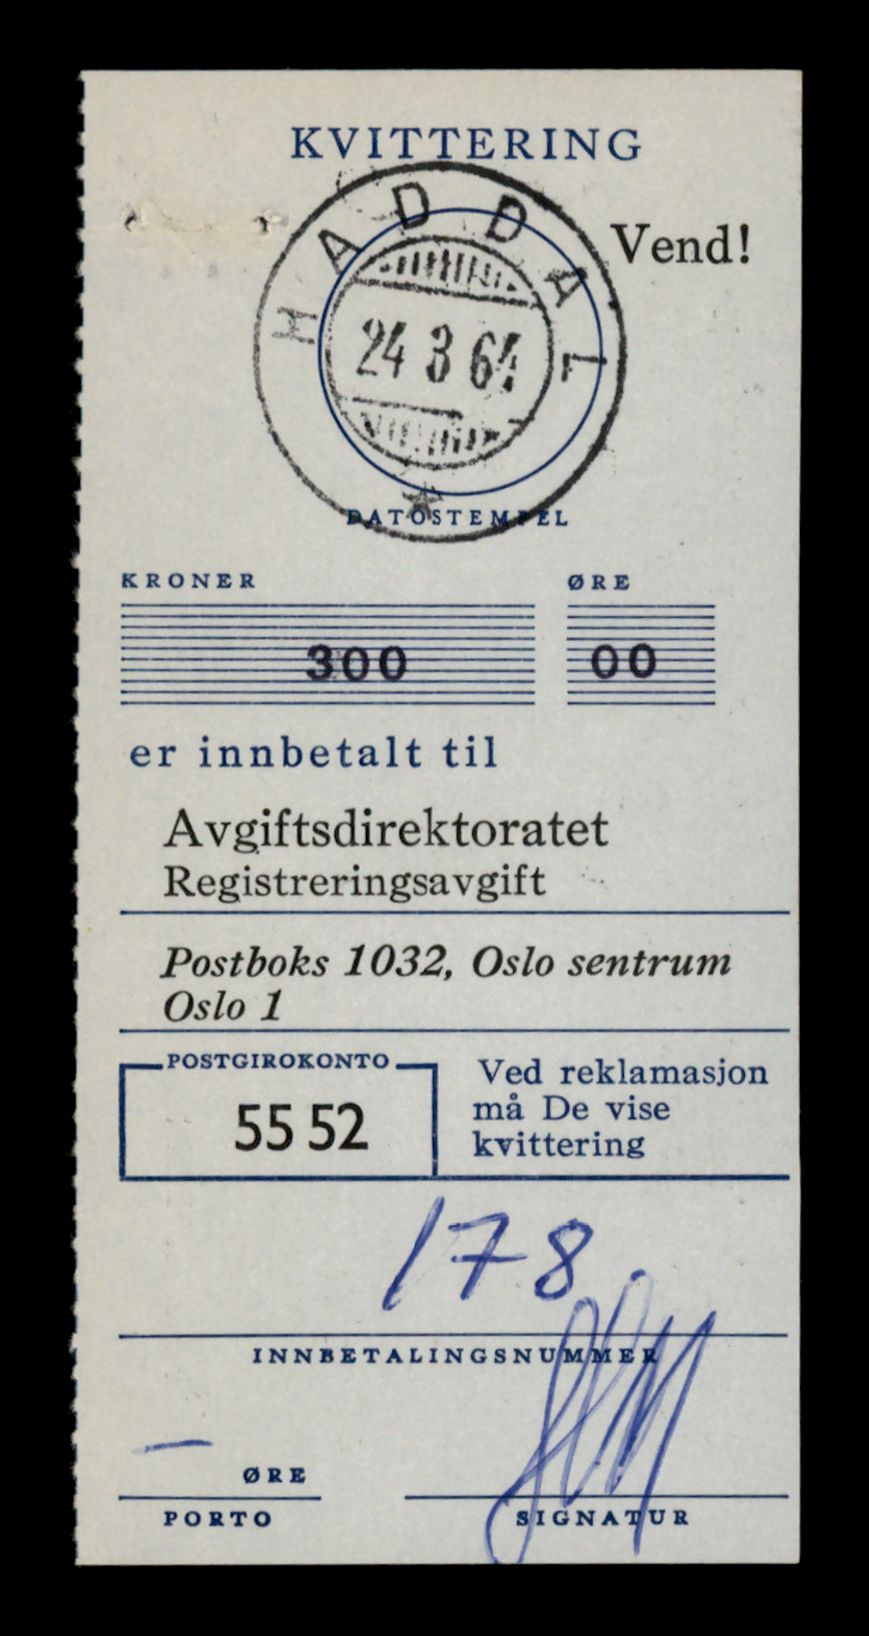 KVITTERING
HADDAL
Vend!
24 3 64
DATOSTEMPEL
KRONER ØRE
300 00
er innbetalt til
Avgiftsdirektoratet
Registreringsavgift
Postboks 1032, Oslo sentrum
Oslo 1
POSTGIROKONTO
55 52
Ved reklamasjon
må De vise
kvittering
178
INNBETALINGSNUMMER
— ØRE
PORTO
SIGNATUR